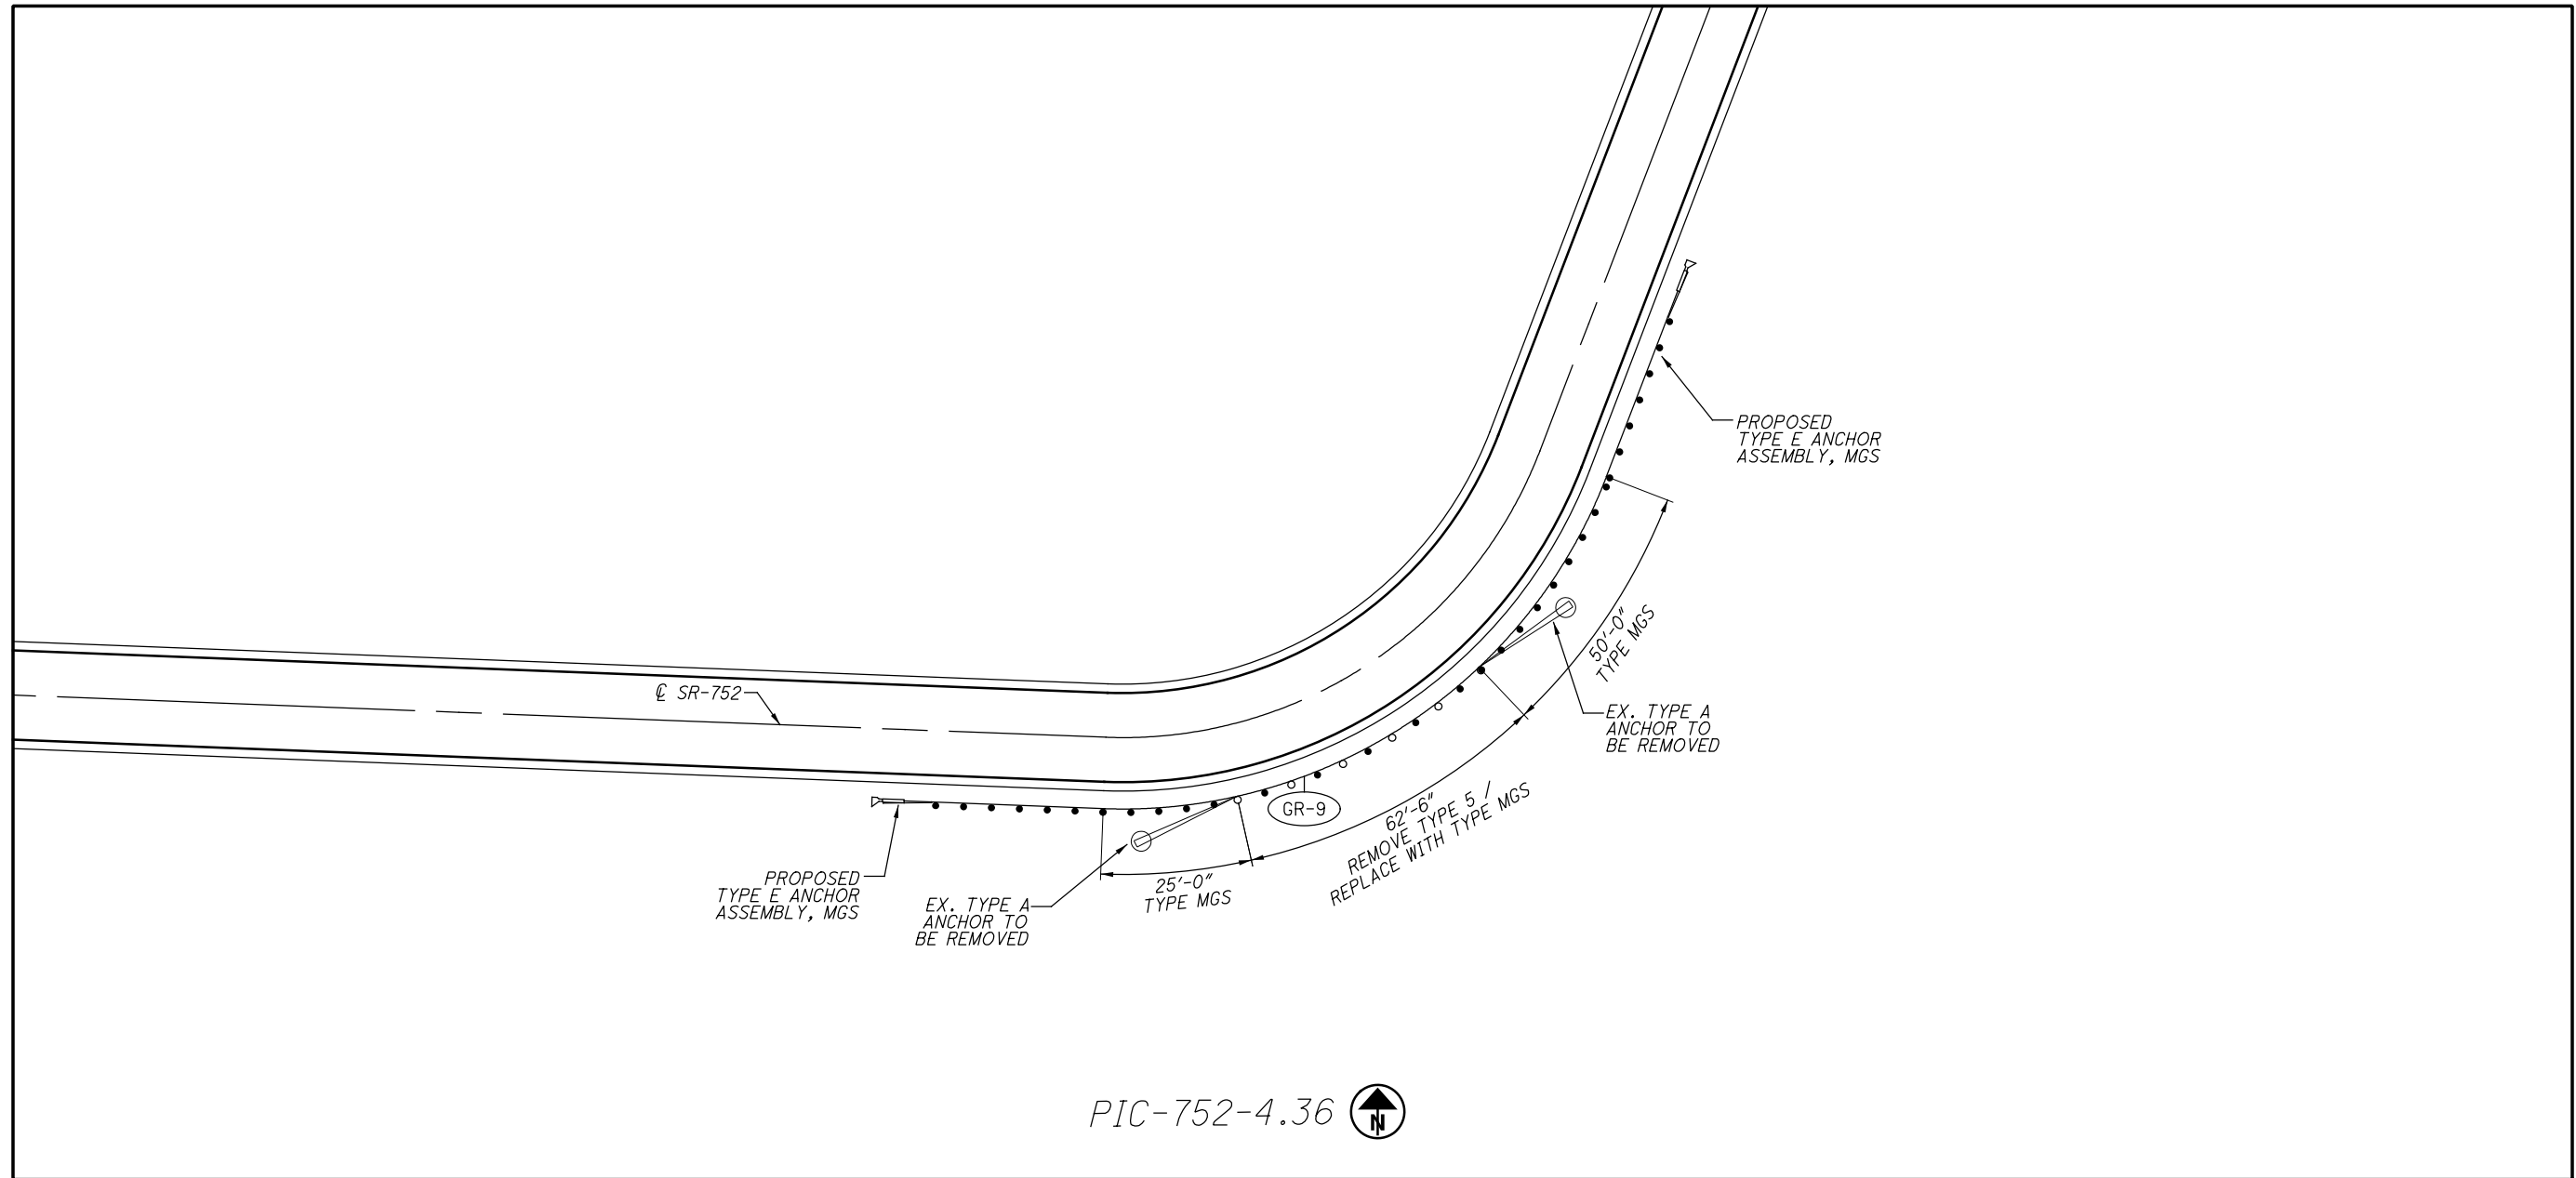 PROPOSED
TYPE E ANCHOR
ASSEMBLY, MGS
50'-0"
TYPE MGS
℄ SR-752
EX. TYPE A
ANCHOR TO
BE REMOVED
GR-9
62'-6"
REMOVE TYPE 5 /
REPLACE WITH TYPE MGS
PROPOSED
TYPE E ANCHOR
ASSEMBLY, MGS
25'-0"
TYPE MGS
EX. TYPE A
ANCHOR TO
BE REMOVED
PIC-752-4.36
N